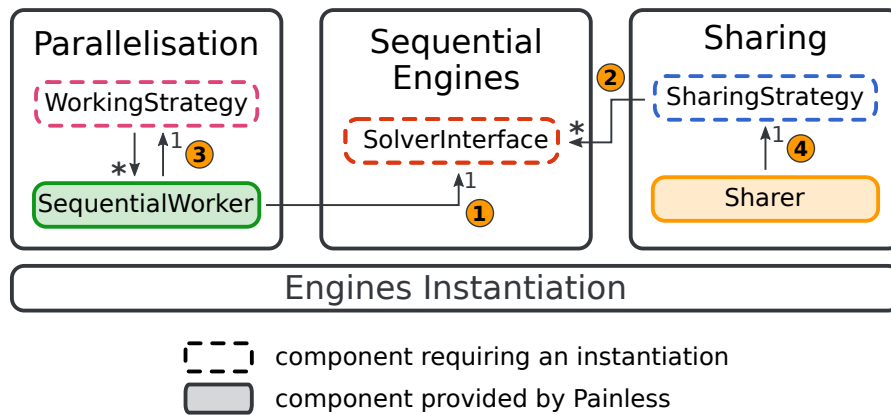 Parallelisation
WorkingStrategy
* 1 3
SequentialWorker
Sequential
Engines
SolverInterface
*
1
1
Sharing
2
SharingStrategy
1 4
Sharer
Engines Instantiation
component requiring an instantiation
component provided by Painless